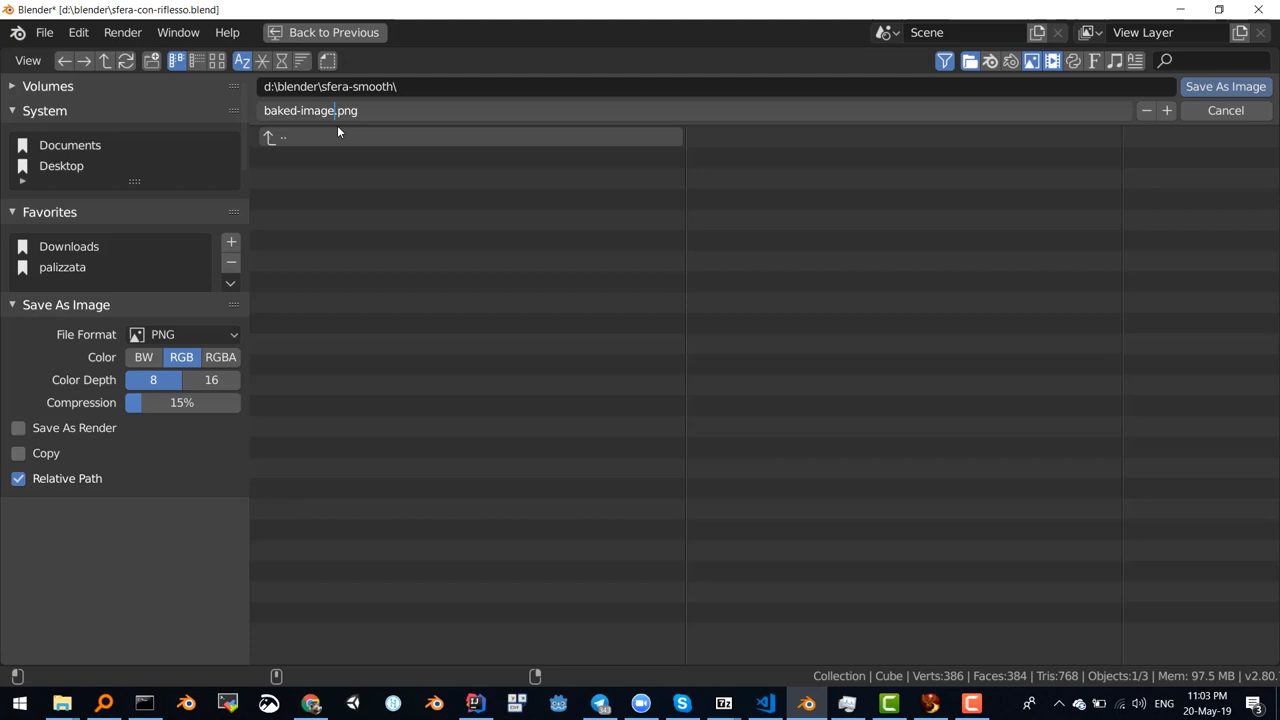 Blender* [d:\blender\sfera-con-riflesso.blend]
File Edit Render Window Help Back to Previous Scene View Layer
View
Volumes
d:\blender\sfera-smooth\
Save As Image
System
baked-image.png
Cancel
..
Documents
Desktop
Favorites
Downloads
palizzata
Save As Image
File Format PNG
Color BW RGB RGBA
Color Depth 8 16
Compression 15%
Save As Render
Copy
Relative Path
Collection | Cube | Verts:386 | Faces:384 | Tris:768 | Objects:1/3 | Mem: 97.5 MB | v2.80.
ENG
11:03 PM
20-May-19
3